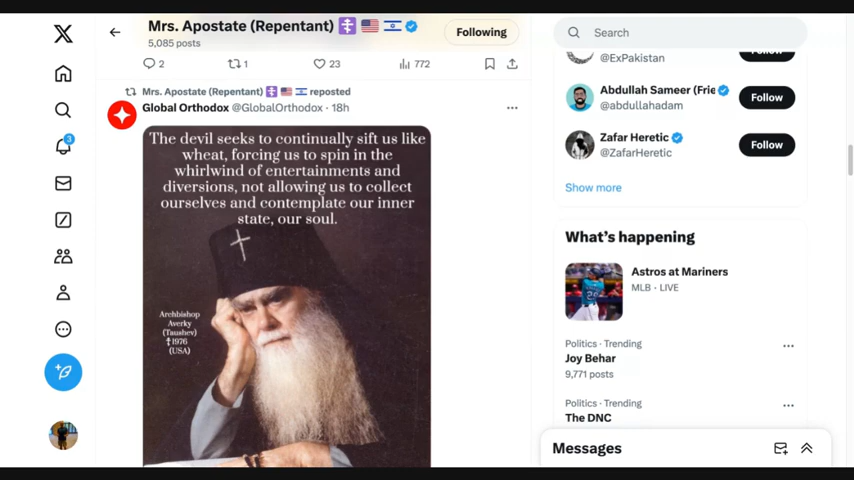 Mrs. Apostate (Repentant)
5,085 posts
Following
2
1
23
772
Mrs. Apostate (Repentant) reposted
Global Orthodox @GlobalOrthodox · 18h
The devil seeks to continually sift us like
wheat, forcing us to spin in the
whirlwind of entertainments and
diversions, not allowing us to collect
ourselves and contemplate our inner
state, our soul.
Archbishop
Averky
(Taushev)
☦1976
(USA)
3
Search
@ExPakistan
Follow
Abdullah Sameer (Frie
@abdullahadam
Follow
Zafar Heretic
@ZafarHeretic
Follow
Show more
What's happening
Astros at Mariners
MLB · LIVE
Politics · Trending
Joy Behar
9,771 posts
Politics · Trending
The DNC
Messages